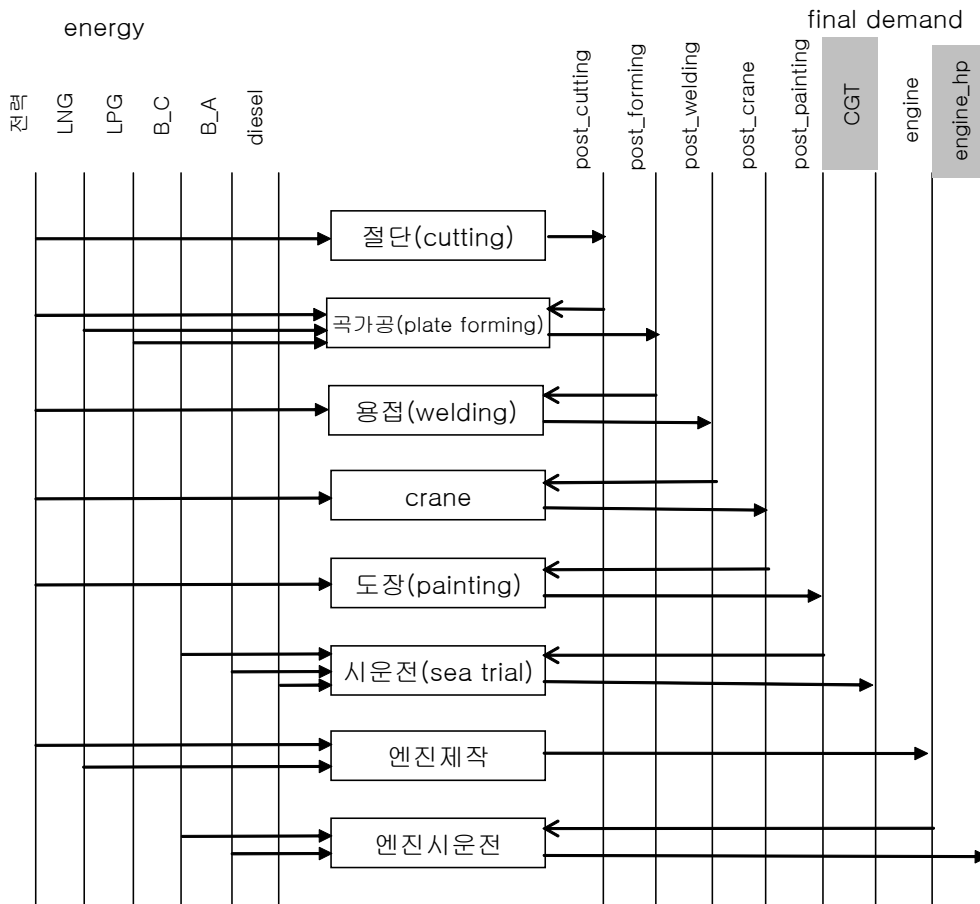 energy
final demand
전력
LNG
LPG
B_C
B_A
diesel
post_cutting
post_forming
post_welding
post_crane
post_painting
CGT
engine
engine_hp
절단(cutting)
곡가공(plate forming)
용접(welding)
crane
도장(painting)
시운전(sea trial)
엔진제작
엔진시운전